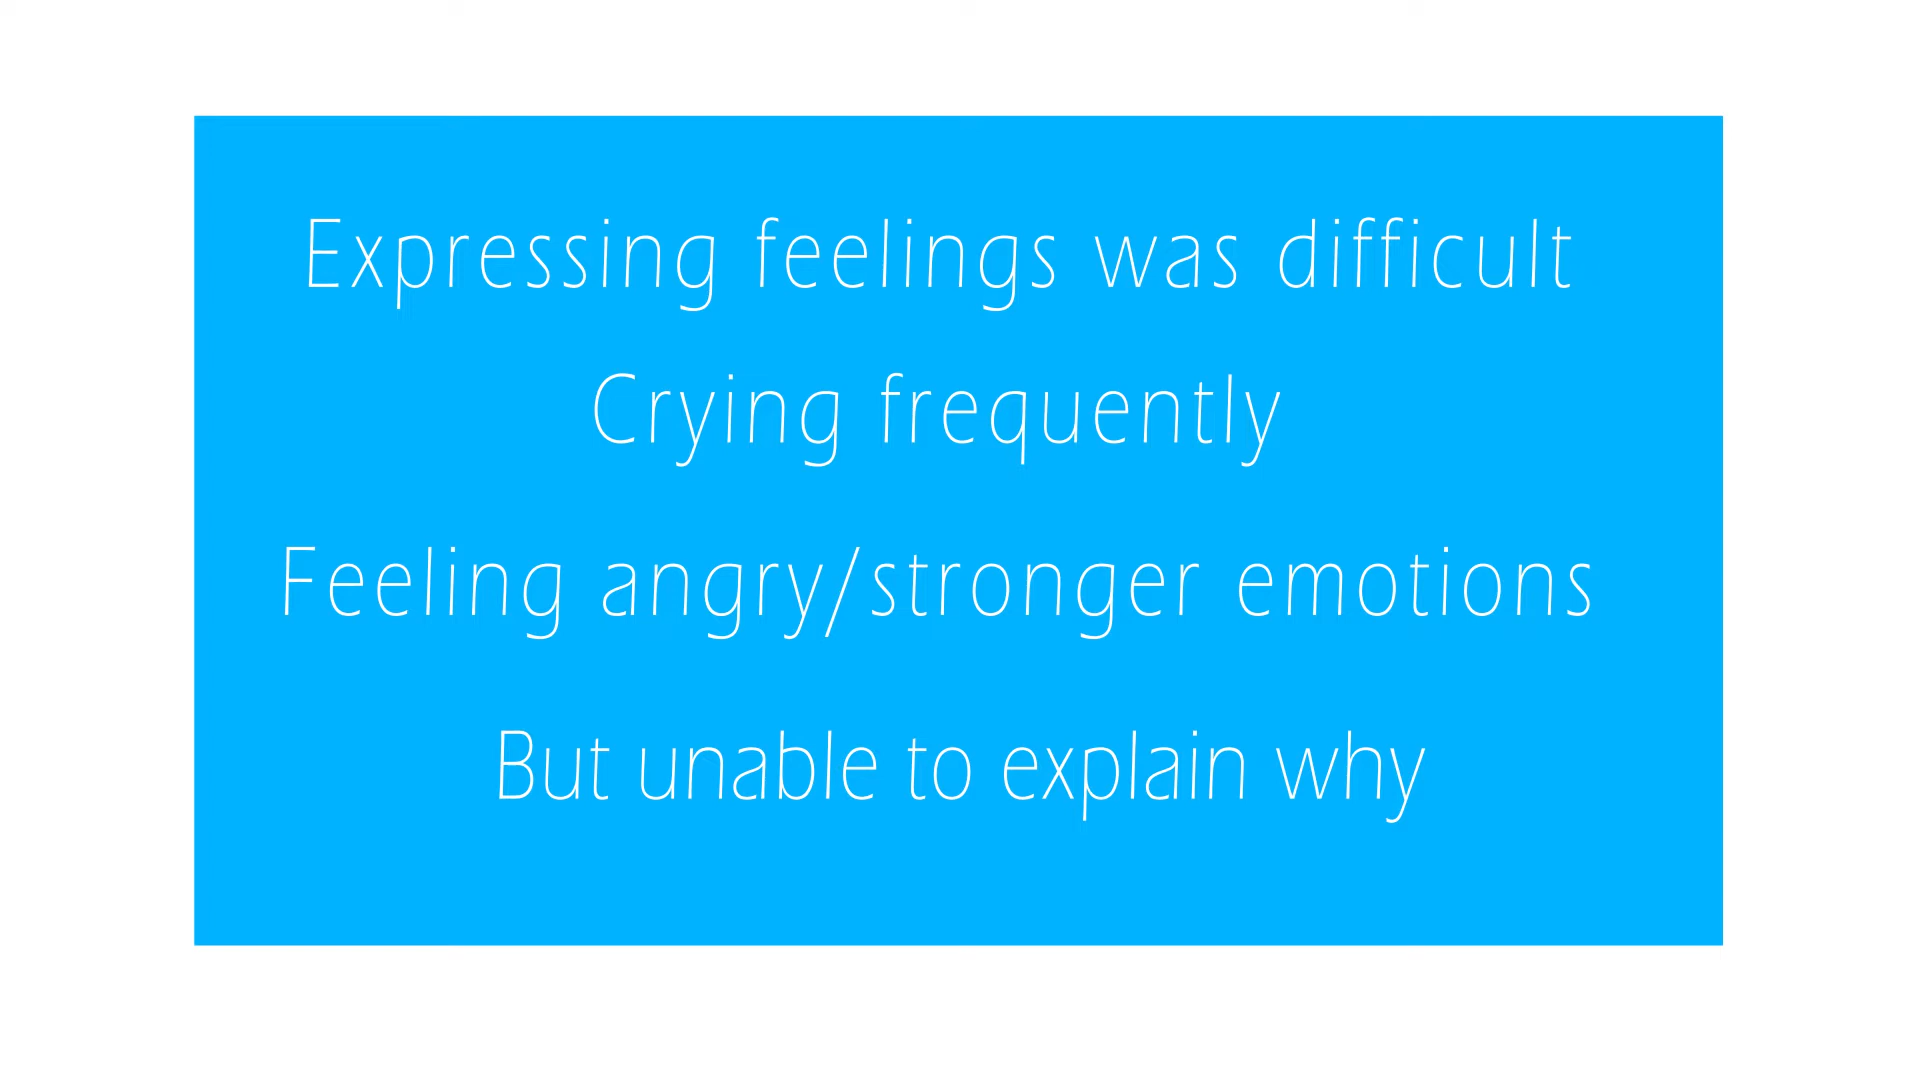 Expressing feelings was difficult
Crying frequently
Feeling angry/stronger emotions
But unable to explain why